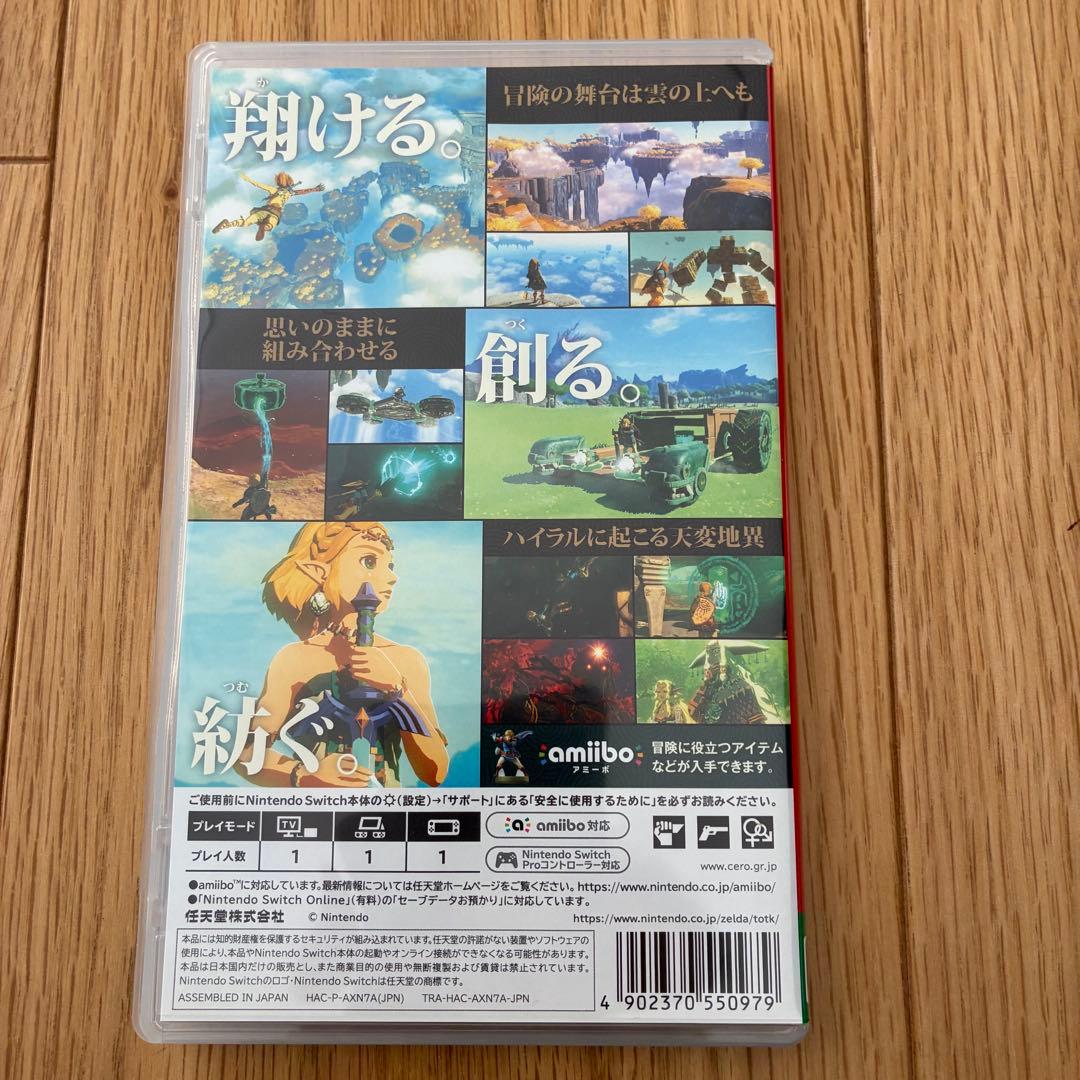 か
翔ける。
冒険の舞台は雲の上へも
思いのままに
組み合わせる
つく
創る。
ハイラルに起こる天変地異
つむ
紡ぐ。
amiibo
アミーボ
冒険に役立つアイテム
などが入手できます。
ご使用前にNintendo Switch本体の(設定)→「サポート」にある「安全に使用するために」を必ずお読みください。
プレイモード
TV
プレイ人数 1 1 1
amiibo 対応
Nintendo Switch
Proコントローラー対応
www.cero.gr.jp
●amiibo™に対応しています。最新情報については任天堂ホームページをご覧ください。https://www.nintendo.co.jp/amiibo/
●「Nintendo Switch Online」(有料)の「セーブデータお預かり」に対応しています。
任天堂株式会社 © Nintendo https://www.nintendo.co.jp/zelda/totk/
本品には知的財産権を保護するセキュリティが組み込まれています。任天堂の許諾がない装置やソフトウェアの
使用により、本品やNintendo Switch本体の起動やオンライン接続ができなくなる可能性があります。
本品は日本国内だけの販売とし、また商業目的の使用や無断複製および賃貸は禁止されています。
Nintendo Switchのロゴ・Nintendo Switchは任天堂の商標です。
ASSEMBLED IN JAPAN HAC-P-AXN7A(JPN) TRA-HAC-AXN7A-JPN
4 902370 550979